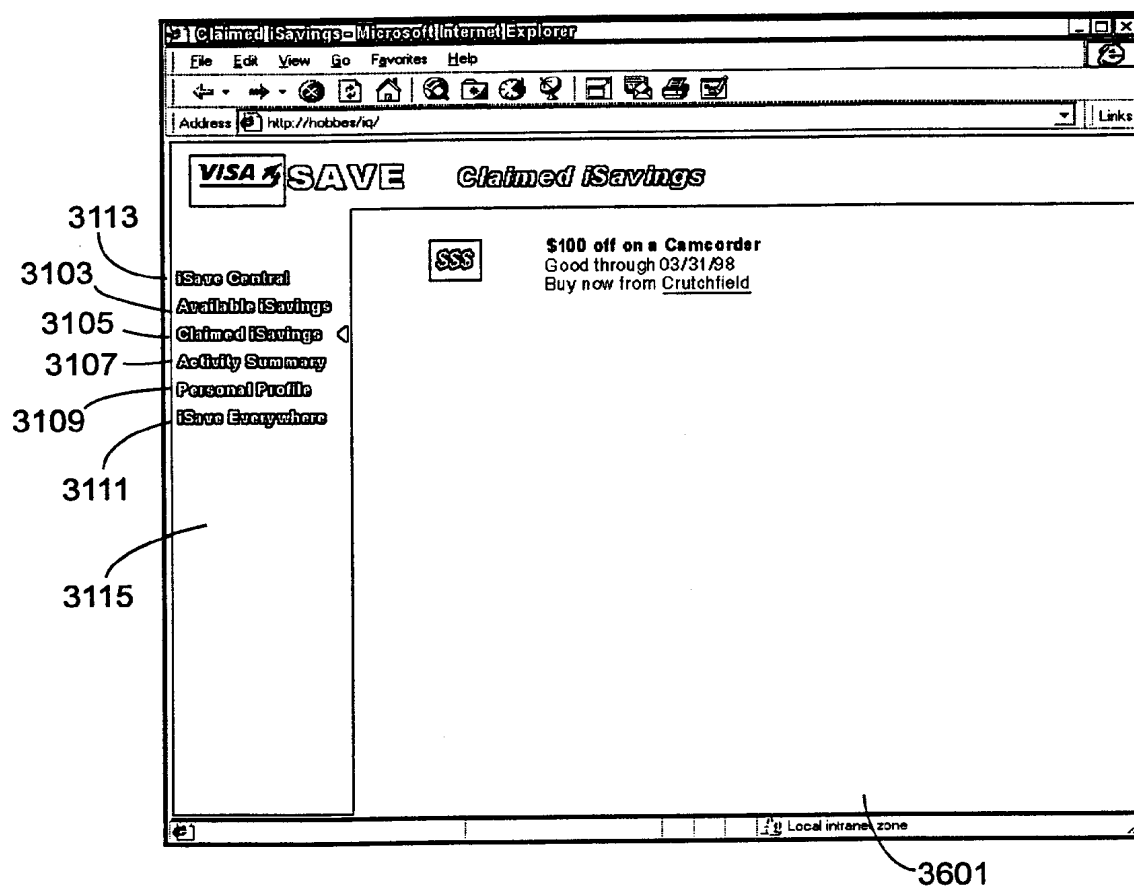 Claimed iSavings - Microsoft Internet Explorer
File Edit View Go Favorites Help
Address http://hobbes/iq/ Links
VISA SAVE Claimed iSavings
$$$
$100 off on a Camcorder
Good through 03/31/98
Buy now from Crutchfield
3113
iSave Central
3103
Available iSavings
3105
Claimed iSavings
3107
Activity Summary
3109
Personal Profile
3111
iSave Everywhere
3115
Local intranet zone
3601